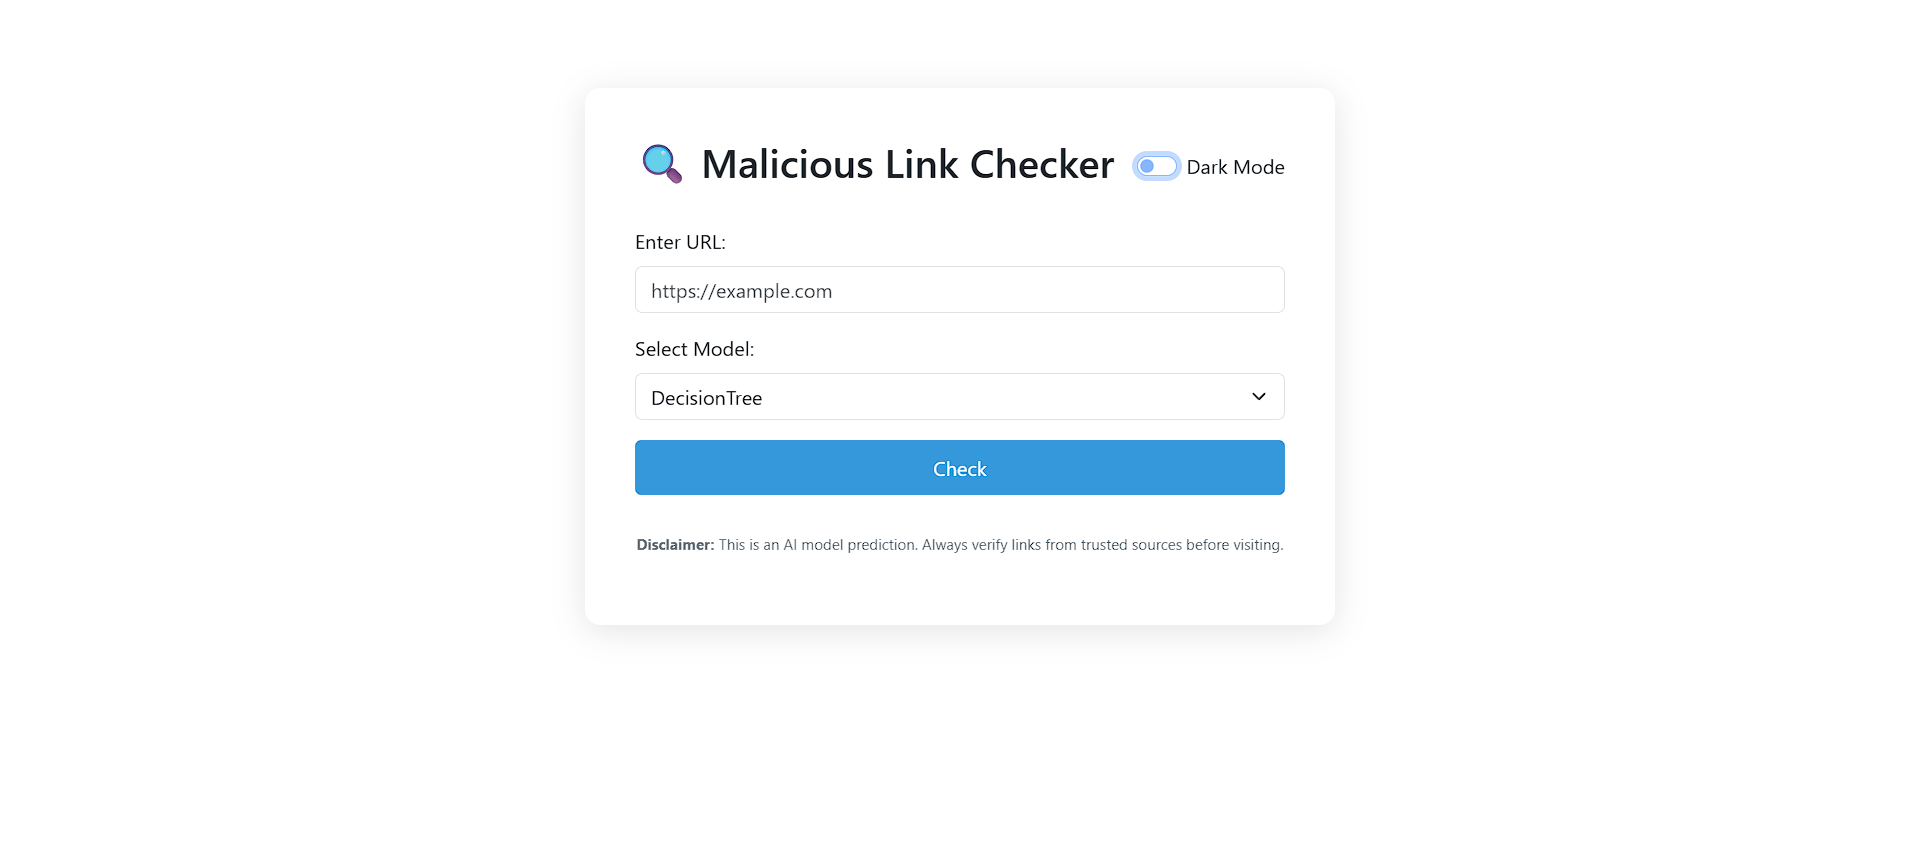 Malicious Link Checker
Dark Mode
Enter URL:
https://example.com
Select Model:
DecisionTree
Check
Disclaimer: This is an AI model prediction. Always verify links from trusted sources before visiting.